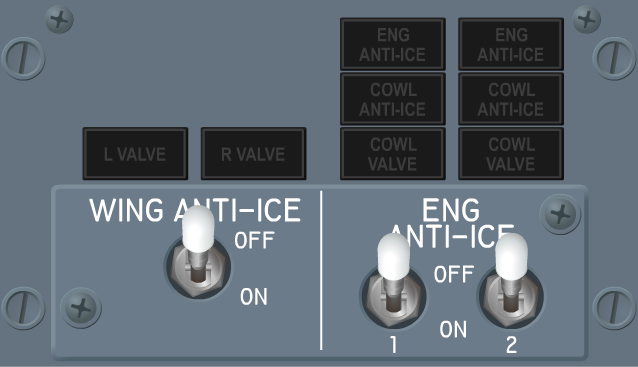 ENG
ANTI-ICE
ENG
ANTI-ICE
COWL
ANTI-ICE
COWL
ANTI-ICE
L VALVE
R VALVE
COWL
VALVE
COWL
VALVE
WING ANTI-ICE
OFF
ON
ENG
ANTI-ICE
OFF
ON
1
2